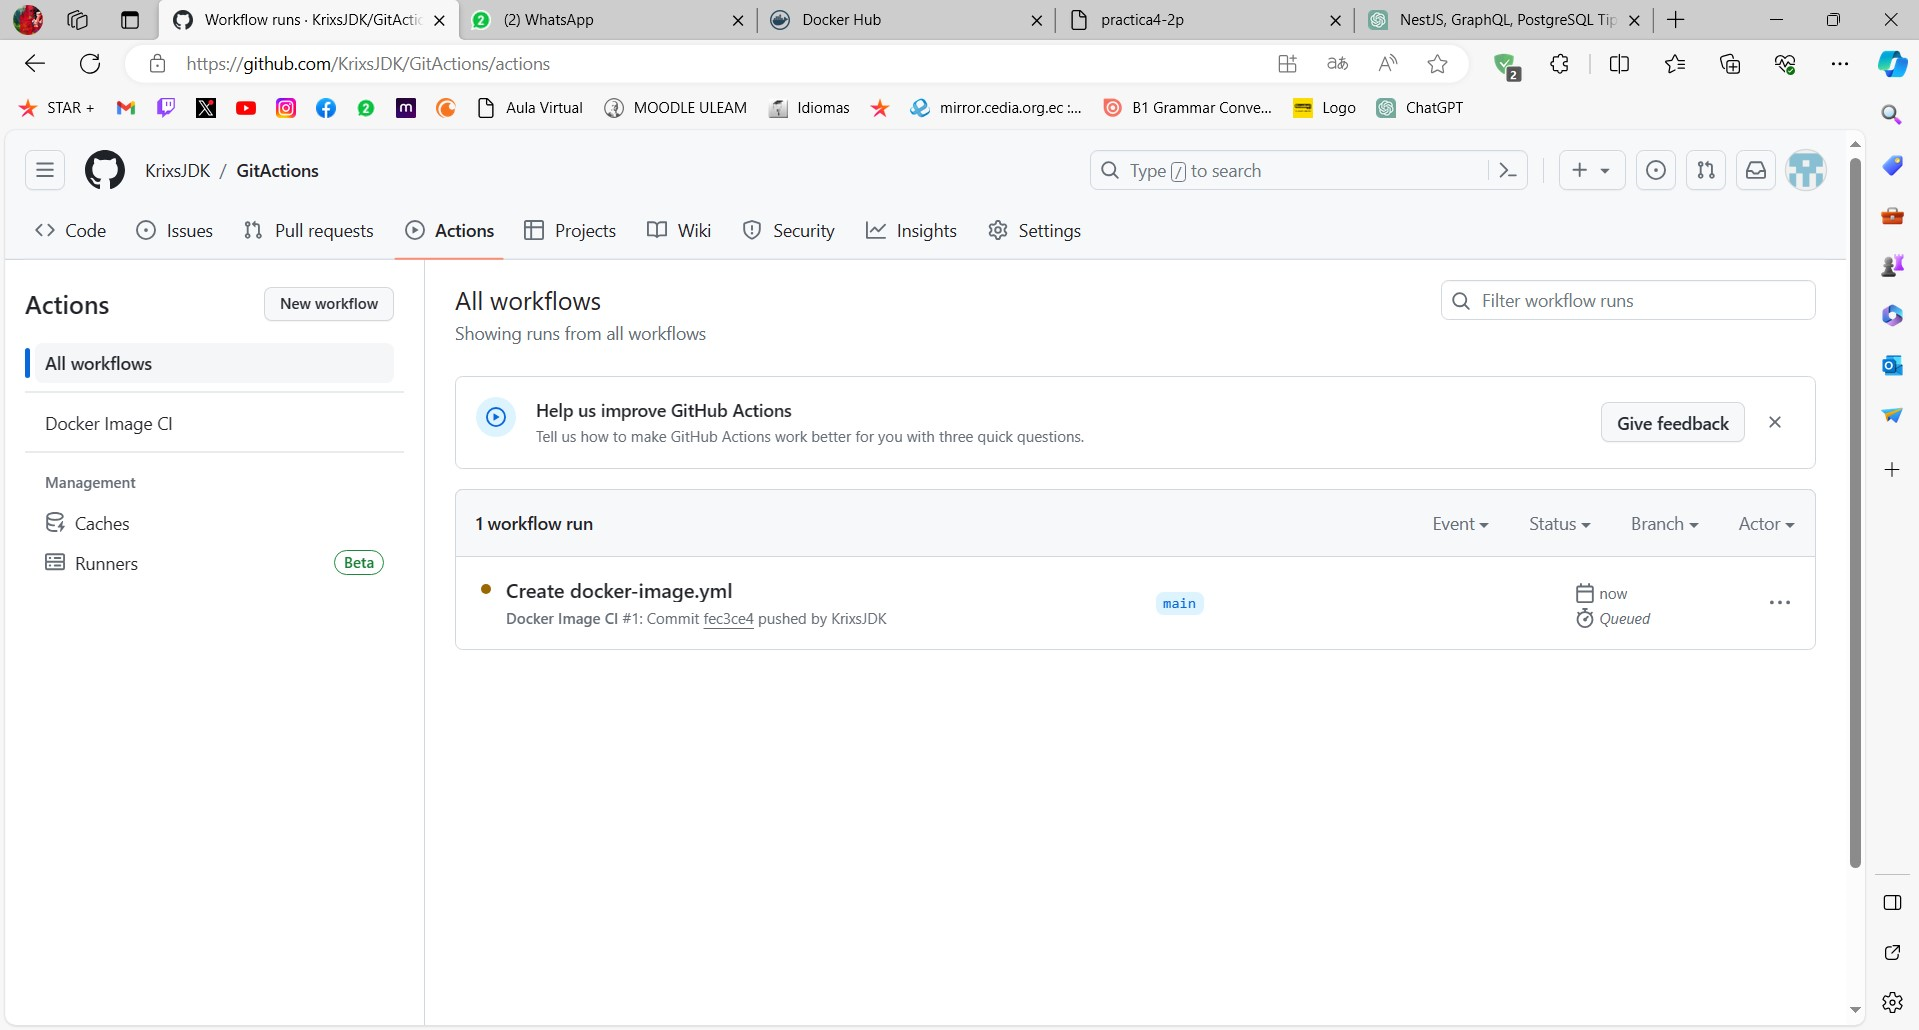 Workflow runs · KrixsJDK/GitActic
2
(2) WhatsApp
Docker Hub
practica4-2p
NestJS, GraphQL, PostgreSQL Tip
https://github.com/KrixsJDK/GitActions/actions
2
STAR +
Aula Virtual
MOODLE ULEAM
Idiomas
mirror.cedia.org.ec :...
B1 Grammar Conve...
Logo
ChatGPT
KrixsJDK / GitActions
Type / to search
Code
Issues
Pull requests
Actions
Projects
Wiki
Security
Insights
Settings
Actions
New workflow
All workflows
Docker Image CI
Management
Caches
Runners
Beta
All workflows
Showing runs from all workflows
Filter workflow runs
Help us improve GitHub Actions
Tell us how to make GitHub Actions work better for you with three quick questions.
Give feedback
1 workflow run
Event
Status
Branch
Actor
Create docker-image.yml
Docker Image CI #1: Commit fec3ce4 pushed by KrixsJDK
main
now
Queued